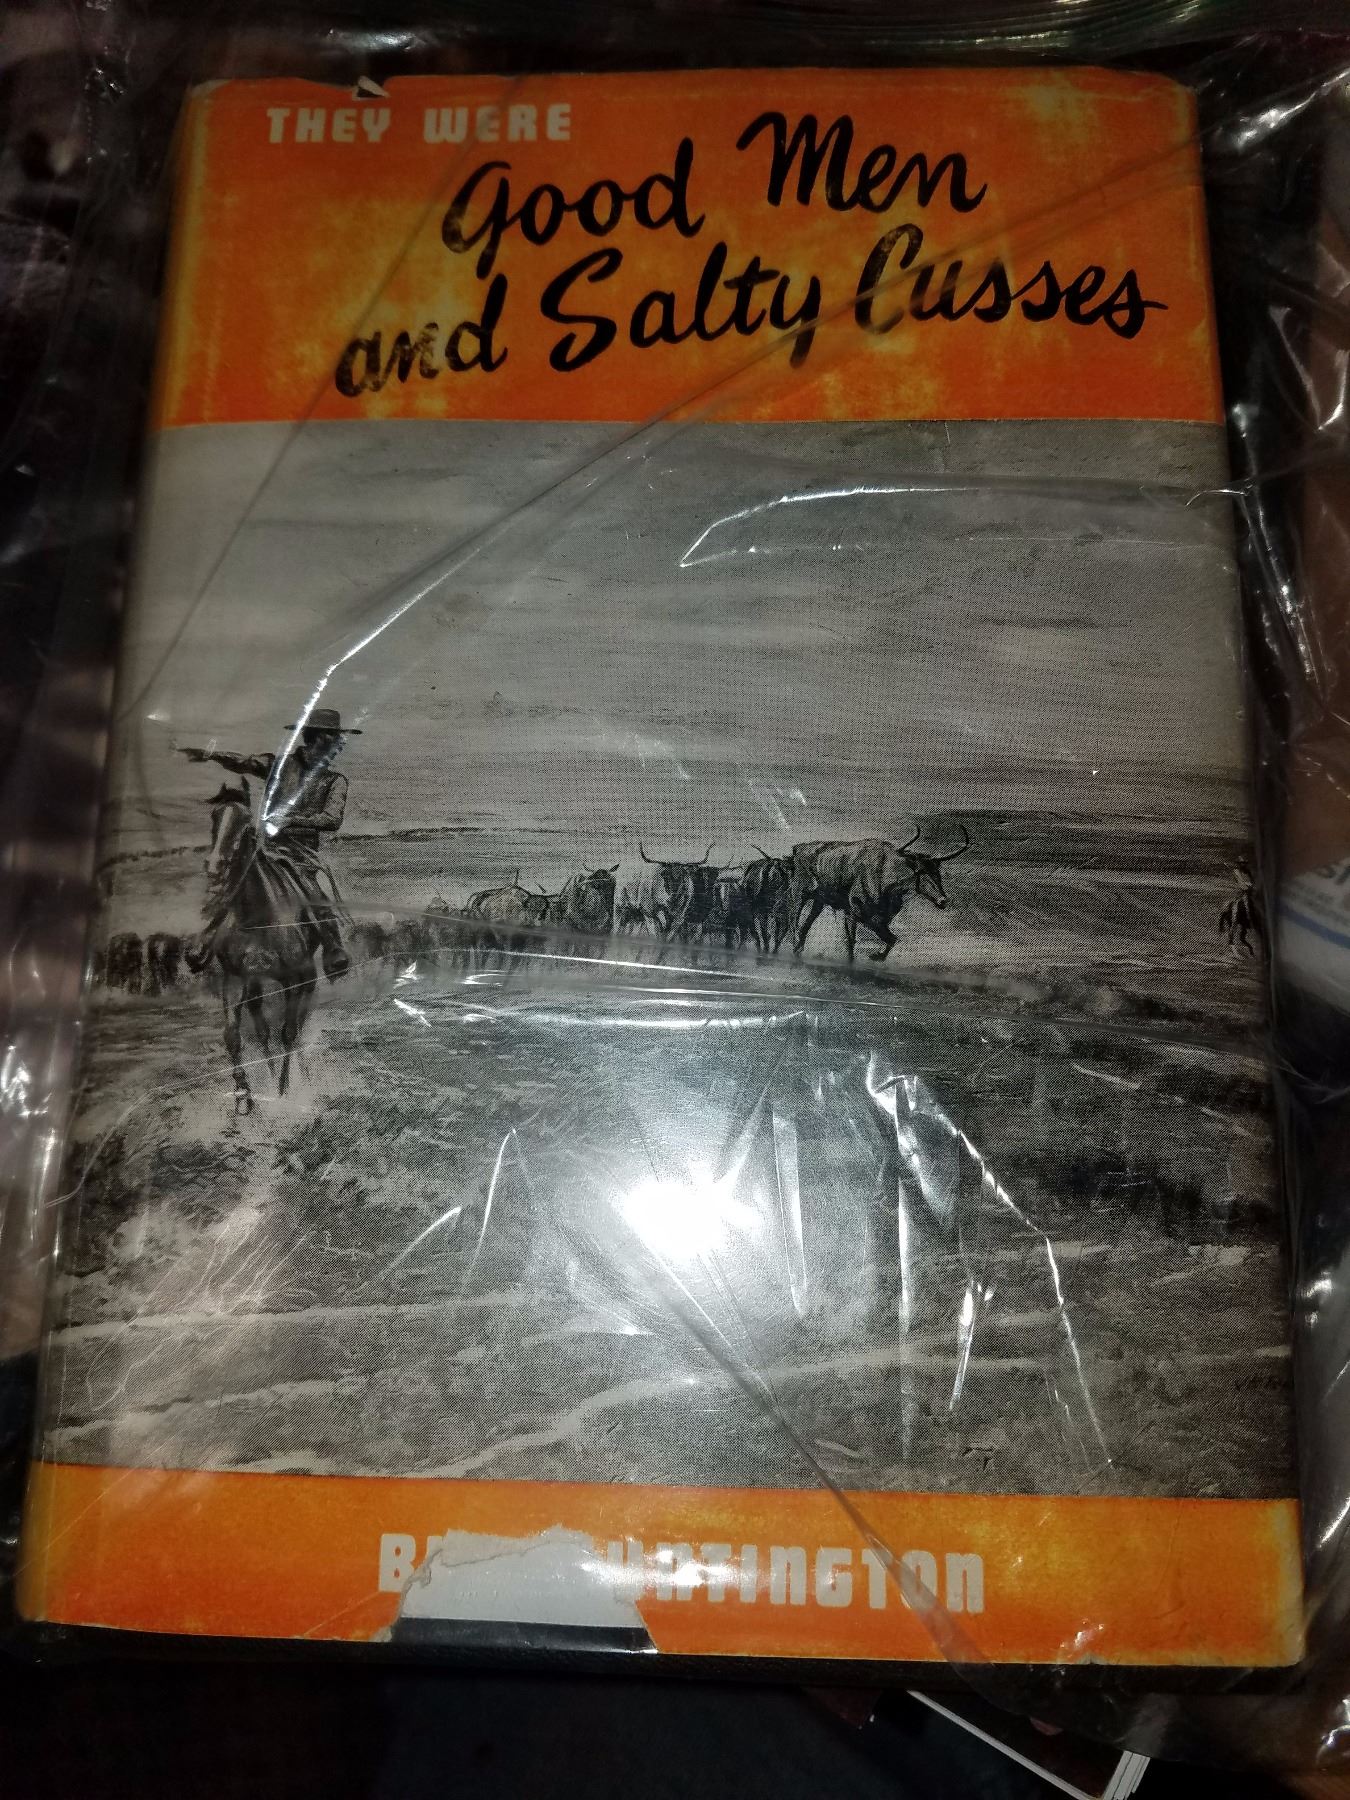 THEY WERE
Good Men
and Salty Cusses